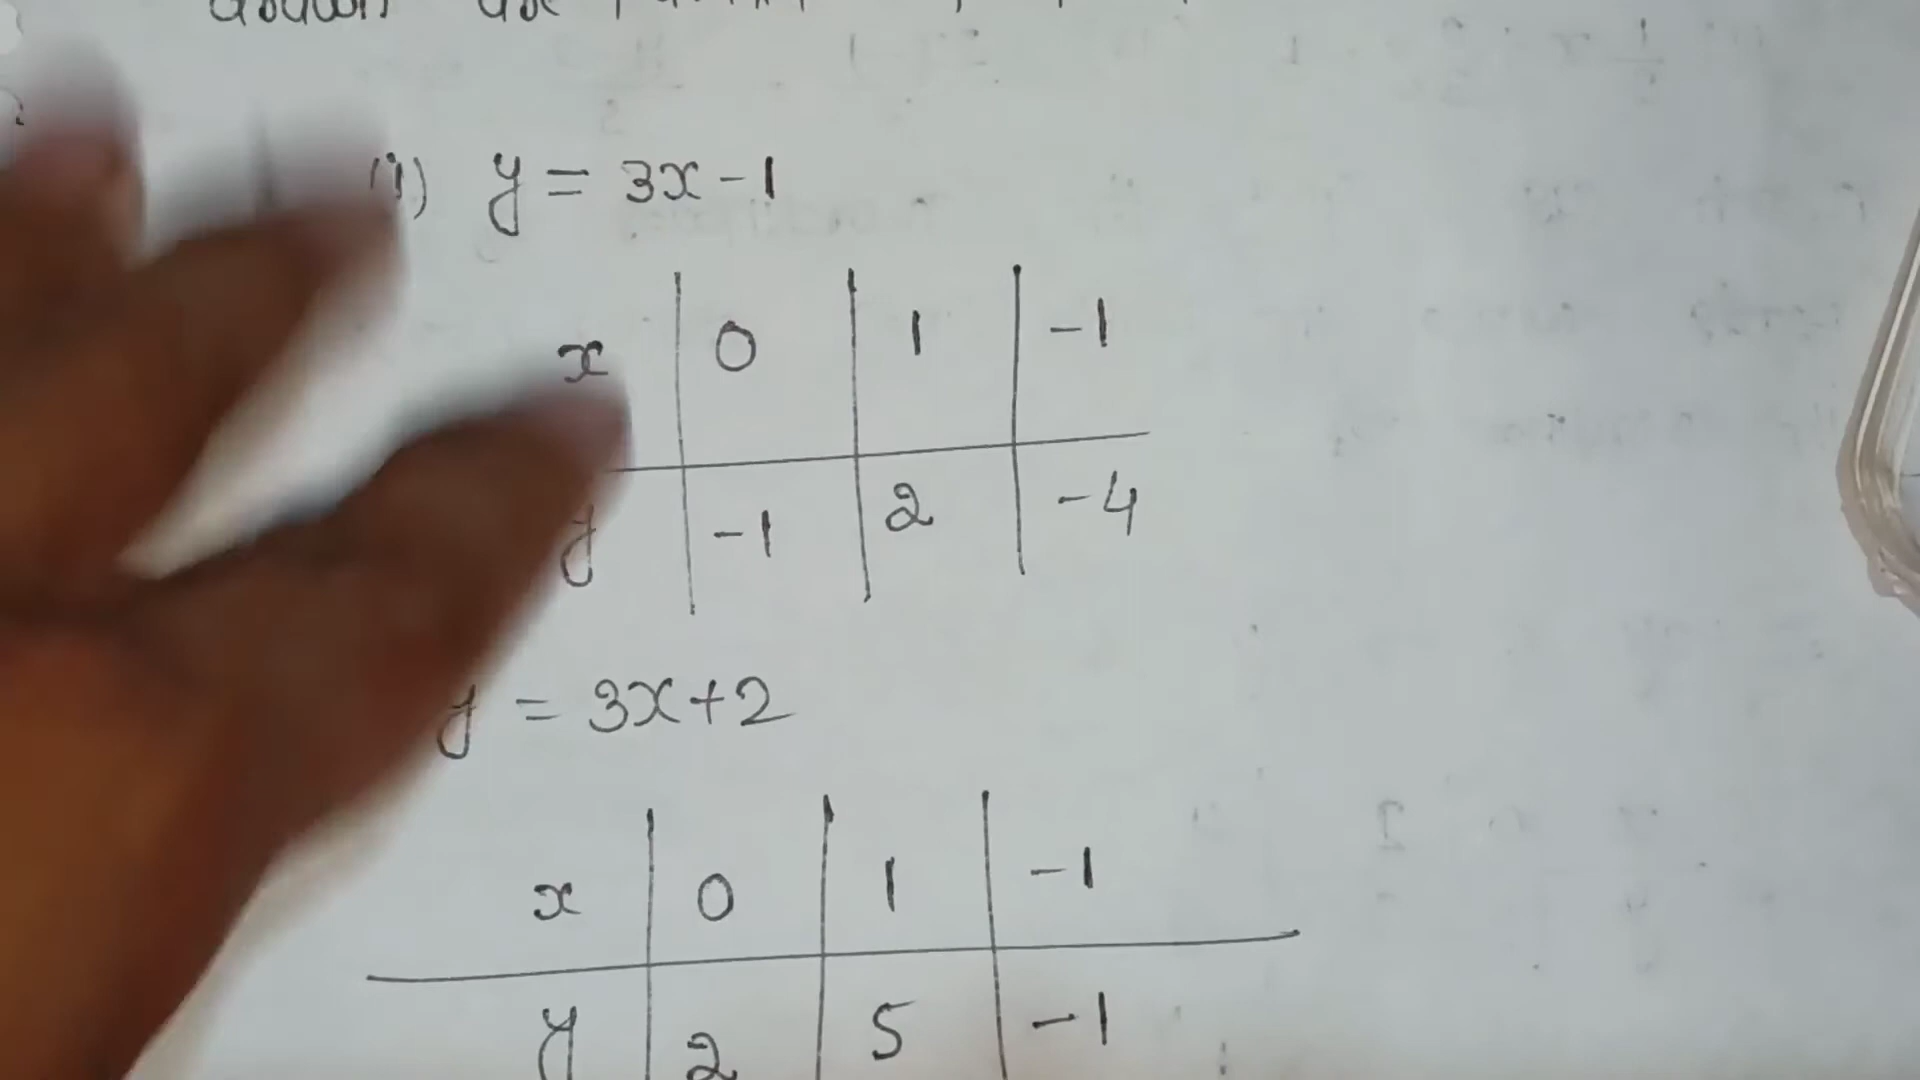 (i) y = 3x - 1
x 0 1 -1
y -1 2 -4
y = 3x + 2
x 0 1 -1
y 2 5 -1